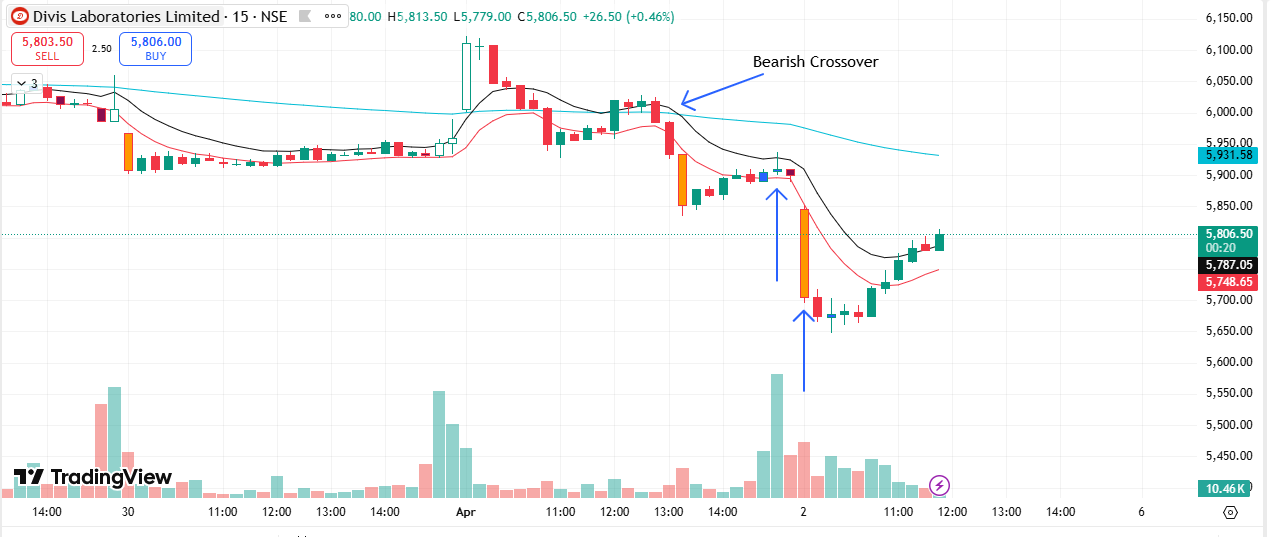 Divis Laboratories Limited · 15 · NSE ··· 80.00 H5,813.50 L5,779.00 C5,806.50 +26.50 (+0.46%)
5,803.50 2.50 5,806.00
SELL BUY
3
Bearish Crossover
6,150.00
6,100.00
6,050.00
6,000.00
5,950.00
5,931.58
5,900.00
5,850.00
5,806.50
00:20
5,787.05
5,748.65
5,700.00
5,650.00
5,600.00
5,550.00
5,500.00
5,450.00
10.46K
TradingView
14:00 30 11:00 12:00 13:00 14:00 Apr 11:00 12:00 13:00 14:00 2 11:00 12:00 13:00 14:00 6